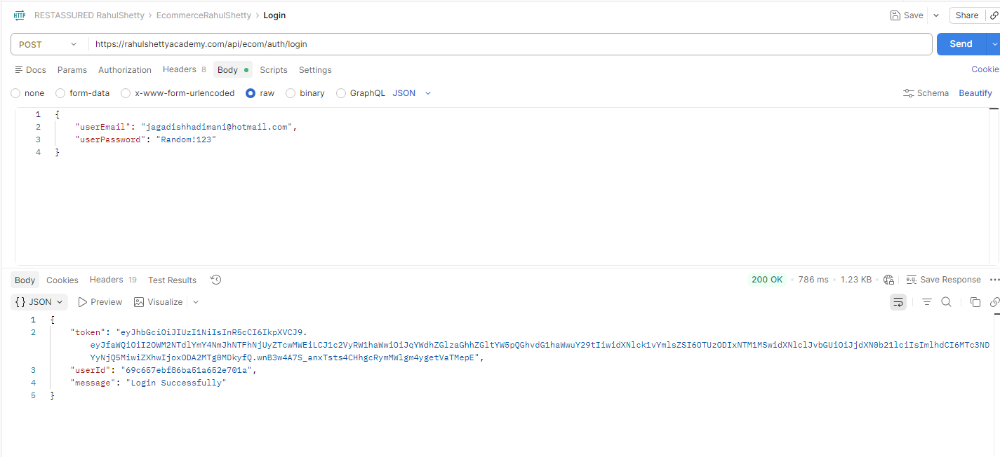 HTTP RESTASSURED RahulShetty > EcommerceRahulShetty > Login Save Share
POST https://rahulshettyacademy.com/api/ecom/auth/login Send
Docs Params Authorization Headers 8 Body Scripts Settings Cookie
none form-data x-www-form-urlencoded raw binary GraphQL JSON Schema Beautify
1 {
2 "userEmail": "jagadishhadimani@hotmail.com",
3 "userPassword": "Random!123"
4 }
Body Cookies Headers 19 Test Results 200 OK • 786 ms • 1.23 KB • e.g. Save Response
{} JSON Preview Visualize
1 {
2 "token": "eyJhbGciOiJIUzI1NiIsInR5cCI6IkpXVCJ9.
eyJfaWQiOiI2OWM2NTdlYmY4NmJhNTFhNjUyZTcwMWEiLCJ1c2VyRW1haWwiOiJqYWdhZGlzaGhhZGltYW5pQGhvdG1haWwuY29tIiwidXNlck1vYmlsZSI6OTUzODIxNTM1MSwidXNlclJvbGUiOiJjdXN0b21lciIsImlhdCI6MTc3ND
YyNjQ5MiwiZXhwIjoxODA2MTg0MDkyfQ.wnB3w4A7S_anxTsts4CHhgcRymMWlgm4ygetVaTMepE",
3 "userId": "69c657ebf86ba51a652e701a",
4 "message": "Login Successfully"
5 }